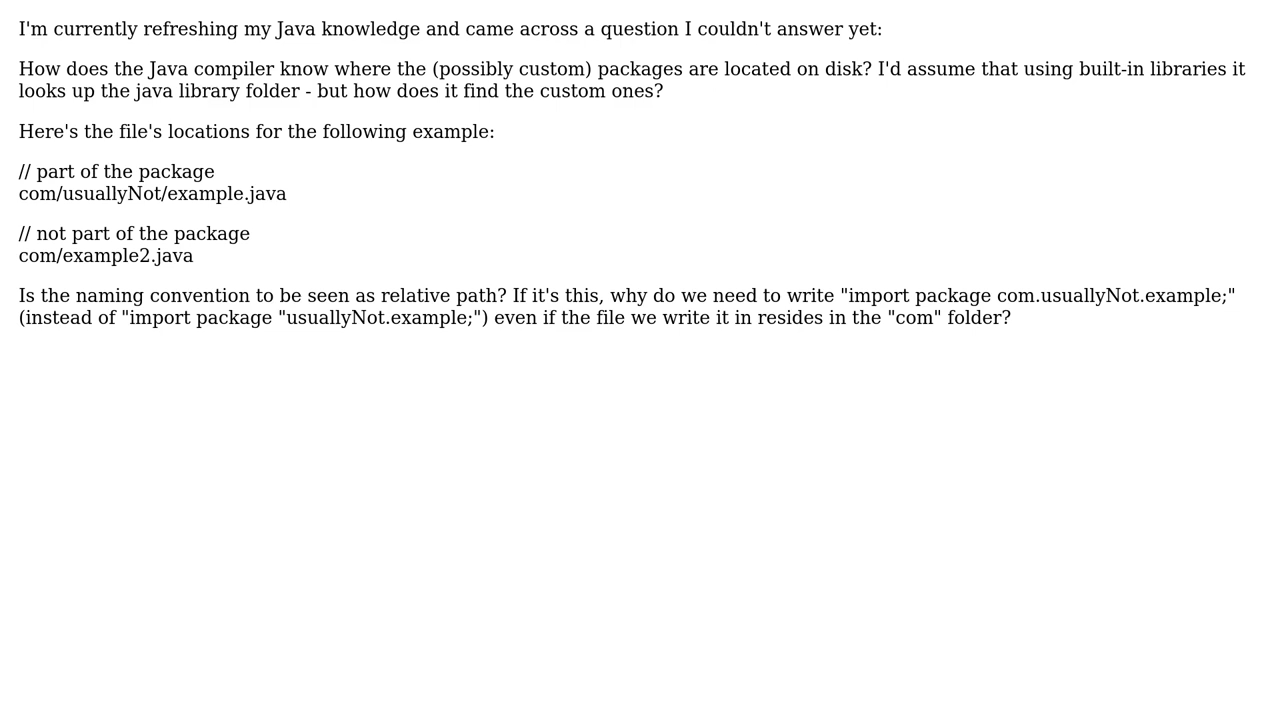 I'm currently refreshing my Java knowledge and came across a question I couldn't answer yet:
How does the Java compiler know where the (possibly custom) packages are located on disk? I'd assume that using built-in libraries it
looks up the java library folder - but how does it find the custom ones?
Here's the file's locations for the following example:
// part of the package
com/usuallyNot/example.java
// not part of the package
com/example2.java
Is the naming convention to be seen as relative path? If it's this, why do we need to write "import package com.usuallyNot.example;"
(instead of "import package "usuallyNot.example;") even if the file we write it in resides in the "com" folder?